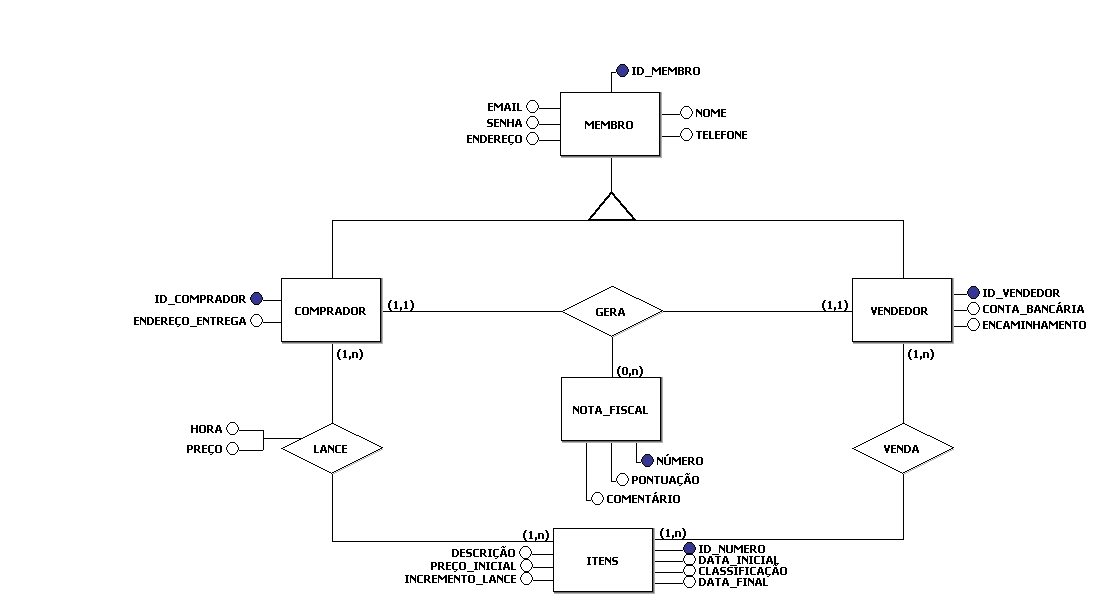 ID_MEMBRO
EMAIL
SENHA
ENDEREÇO
MEMBRO
NOME
TELEFONE
ID_COMPRADOR
ENDEREÇO_ENTREGA
COMPRADOR
(1,1)
GERA
(1,1)
VENDEDOR
ID_VENDEDOR
CONTA_BANCÁRIA
ENCAMINHAMENTO
(1,n)
(0,n)
(1,n)
NOTA_FISCAL
HORA
PREÇO
LANCE
VENDA
NÚMERO
PONTUAÇÃO
COMENTÁRIO
(1,n)
(1,n)
DESCRIÇÃO
PREÇO_INICIAL
INCREMENTO_LANCE
ITENS
ID_NUMERO
DATA_INICIAL
CLASSIFICAÇÃO
DATA_FINAL